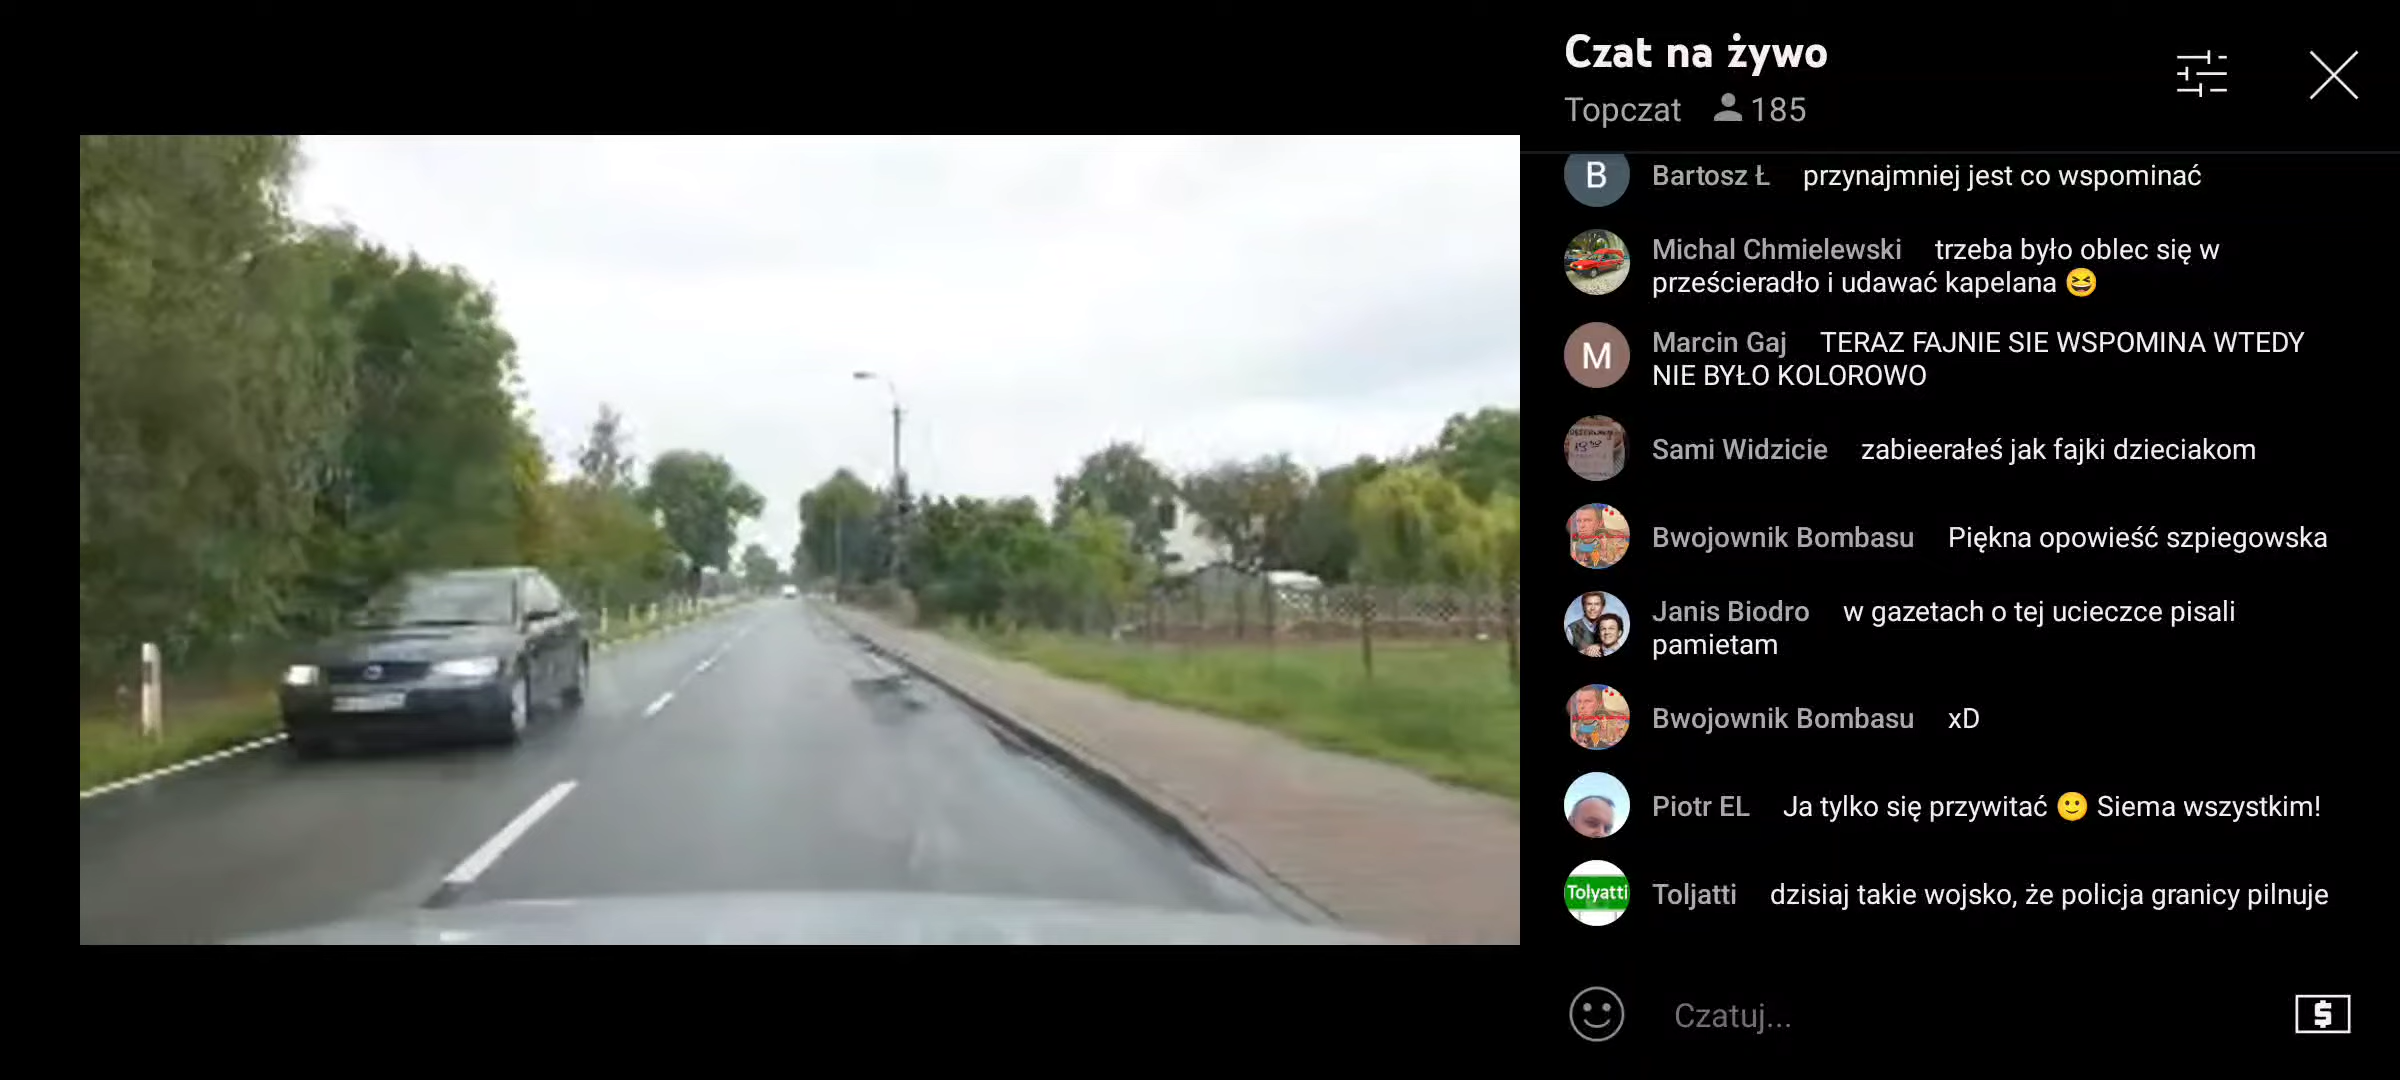 Czat na żywo
Topczat 185
B Bartosz Ł przynajmniej jest co wspominać
Michal Chmielewski trzeba było oblec się w
prześcieradło i udawać kapelana 😆
M Marcin Gaj TERAZ FAJNIE SIE WSPOMINA WTEDY
NIE BYŁO KOLOROWO
Sami Widzicie zabieerałeś jak fajki dzieciakom
Bwojownik Bombasu Piękna opowieść szpiegowska
Janis Biodro w gazetach o tej ucieczce pisali
pamietam
Bwojownik Bombasu xD
Piotr EL Ja tylko się przywitać 🙂 Siema wszystkim!
Tolyatti Toljatti dzisiaj takie wojsko, że policja granicy pilnuje
Czatuj...
$